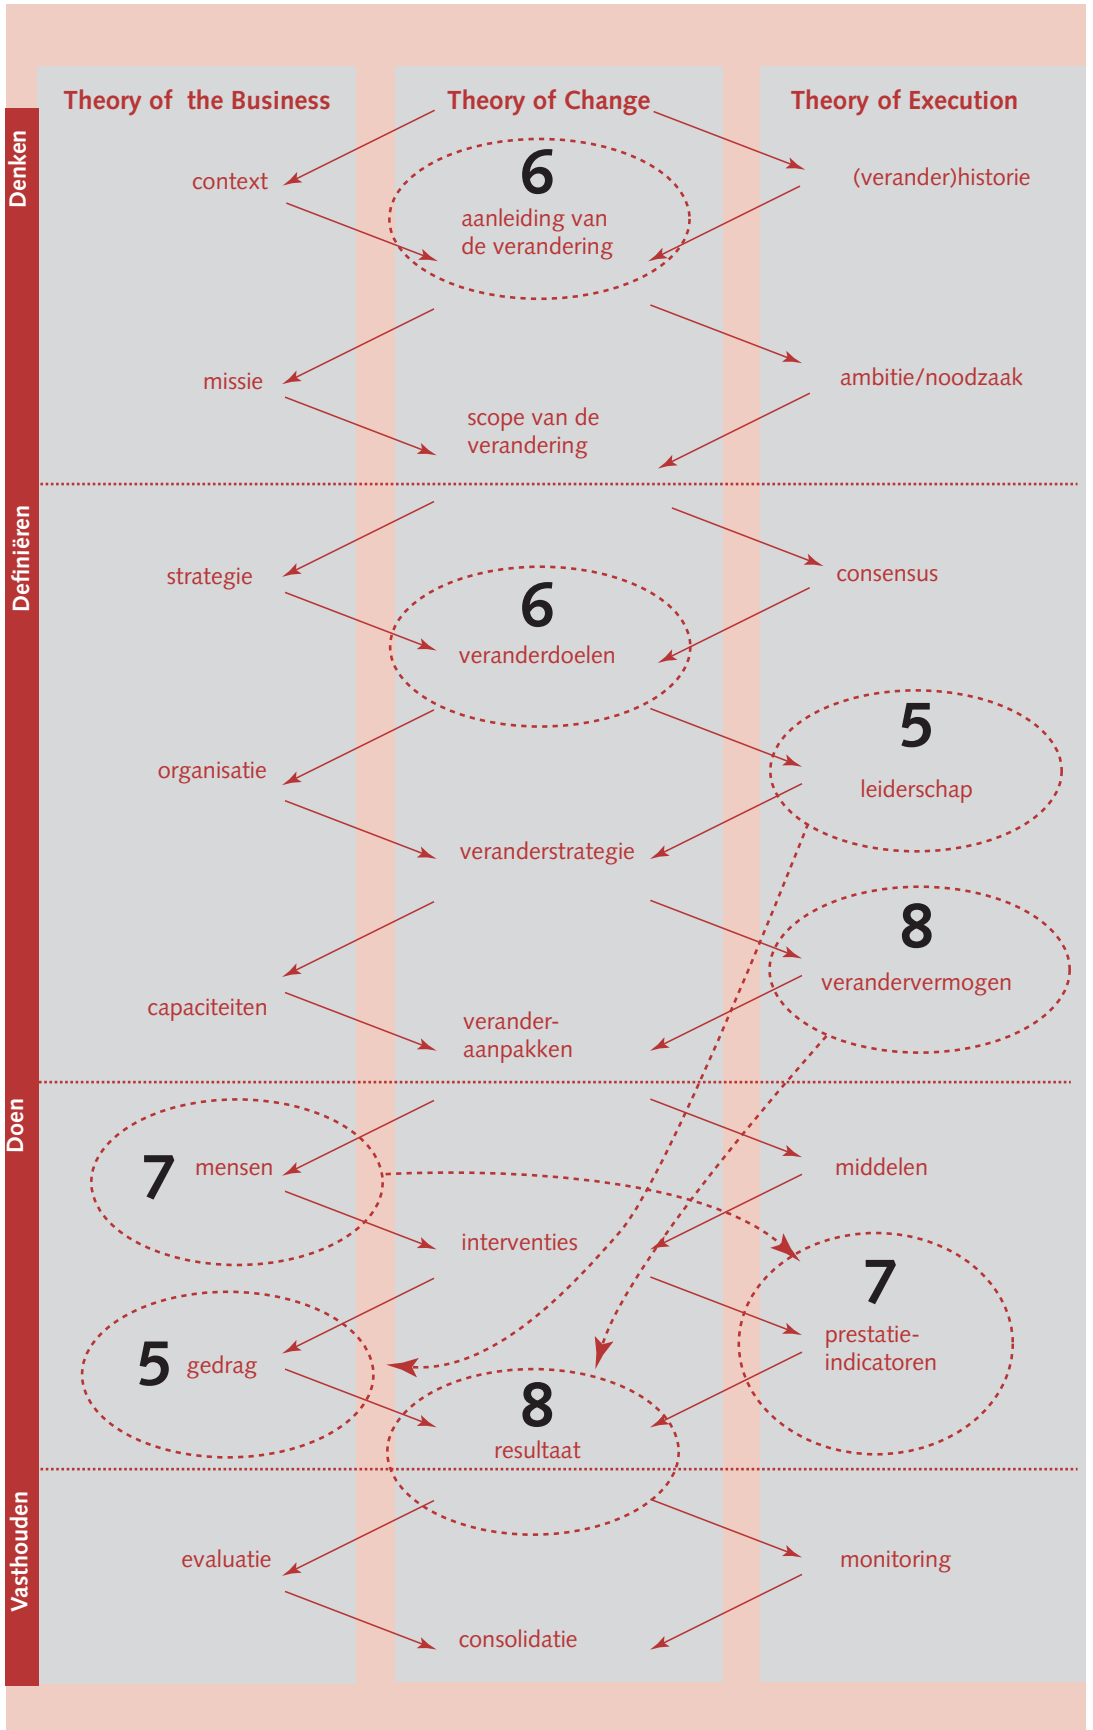 Theory of the Business
Theory of Change
Theory of Execution
Denken
context
6
aanleiding van
de verandering
(verander)historie
missie
scope van de
verandering
ambitie/noodzaak
Definiëren
strategie
6
veranderdoelen
consensus
organisatie
5
leiderschap
veranderstrategie
8
verandervermogen
capaciteiten
verander-
aanpakken
Doen
7 mensen
middelen
interventies
7
prestatie-
indicatoren
5 gedrag
8
resultaat
Vasthouden
evaluatie
monitoring
consolidatie